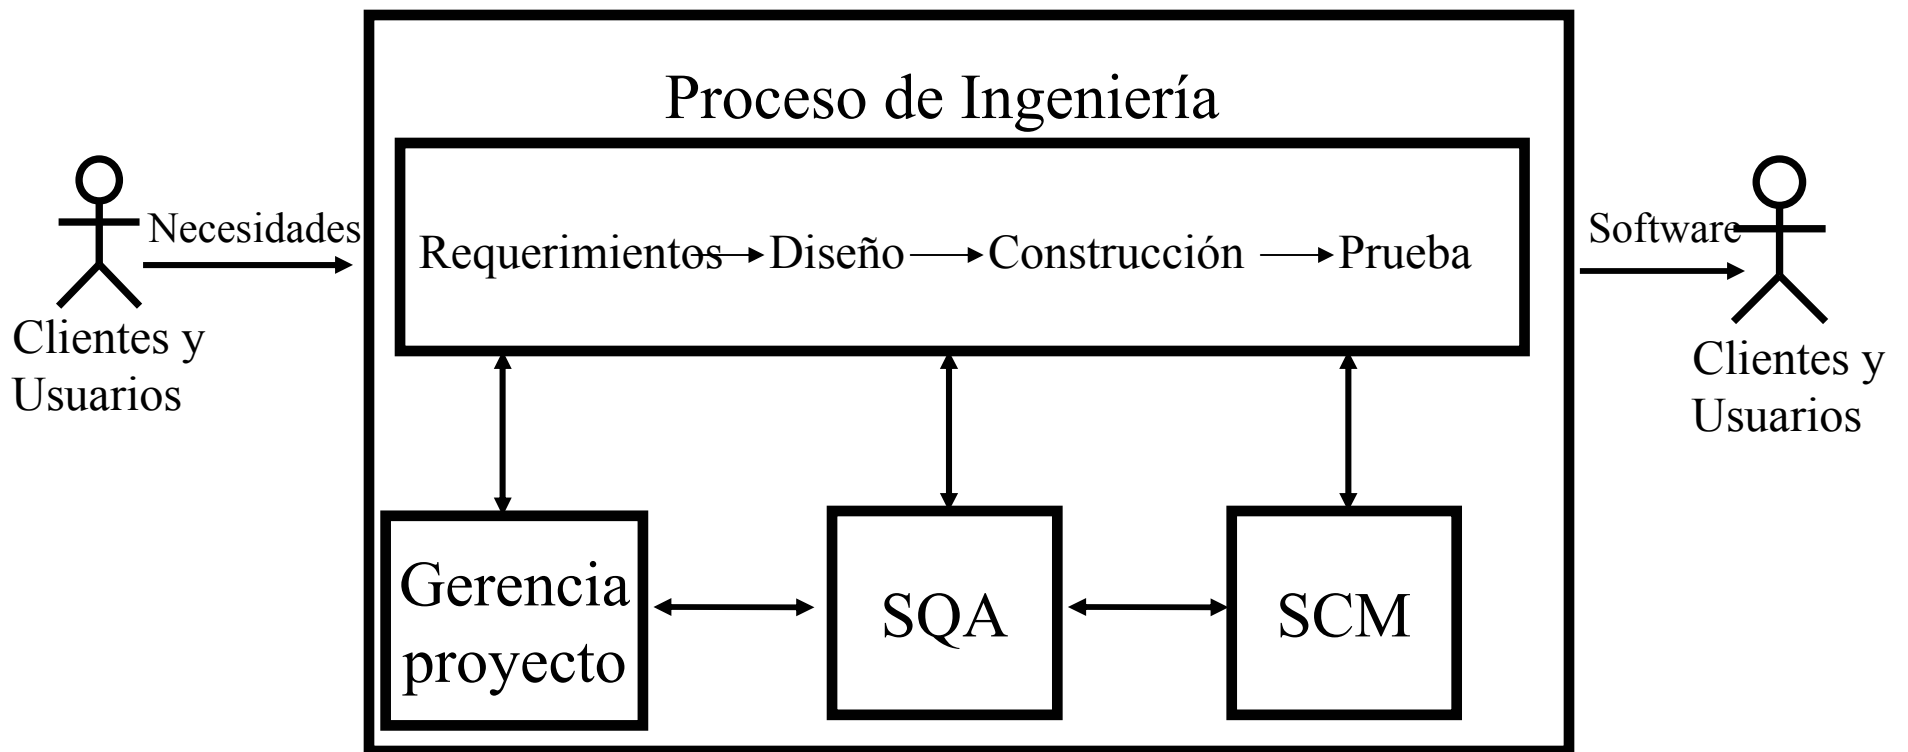 Proceso de Ingeniería
Necesidades
Requerimientos
Diseño
Construcción
Prueba
Software
Clientes y
Usuarios
Clientes y
Usuarios
Gerencia
proyecto
SQA
SCM